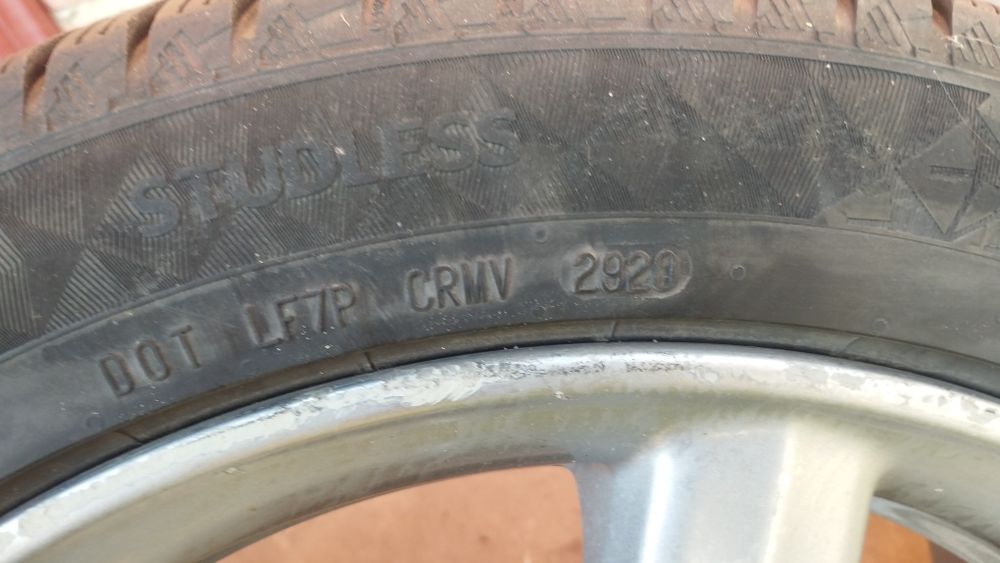 STUDLESS
DOT LF7P CRMV 2920